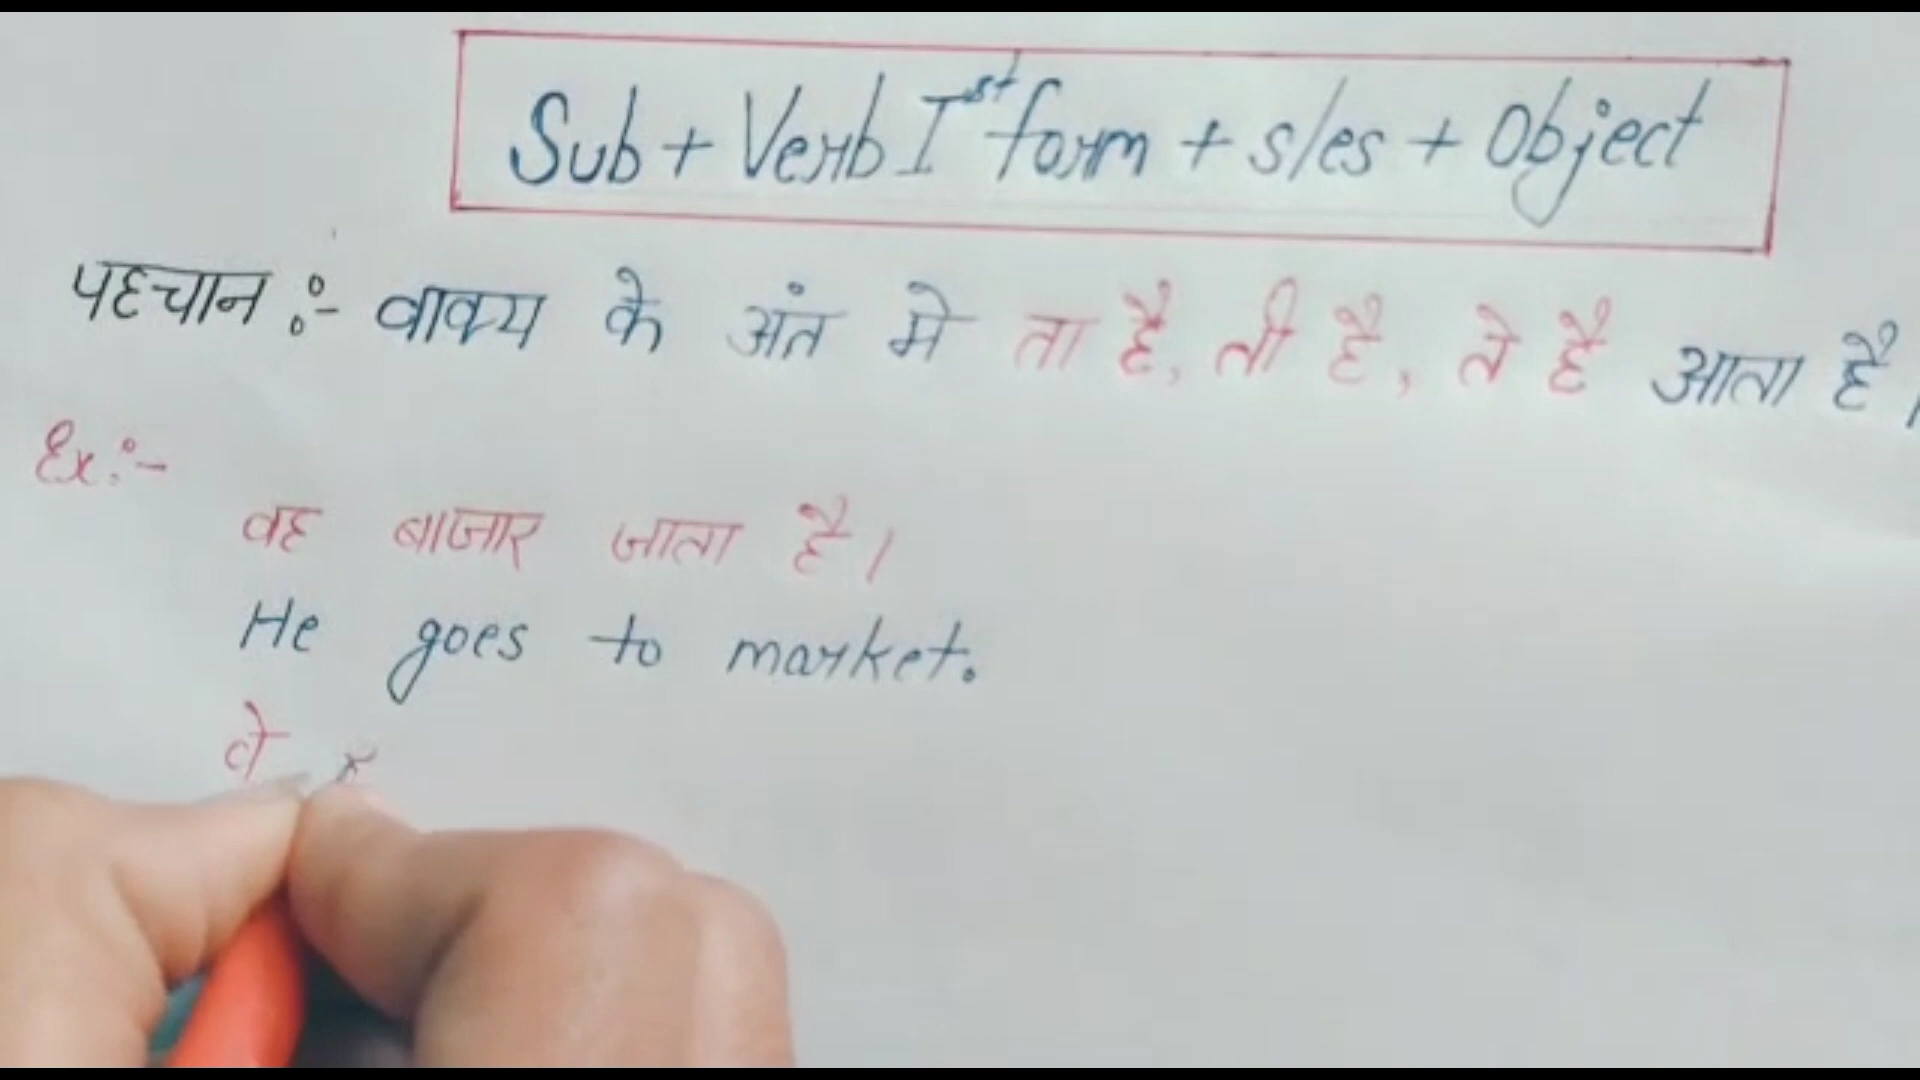 Sub + Verb Ist form + s/es + Object
पहचान :- वाक्य के अंत मे ता है, ती है, ते है आता है।
Ex:-
वह बाजार जाता है।
He goes to market.
वे